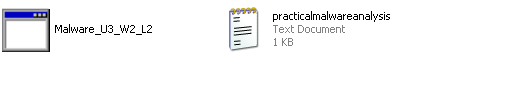 Malware_U3_W2_L2
practicalmalwareanalysis
Text Document
1 KB